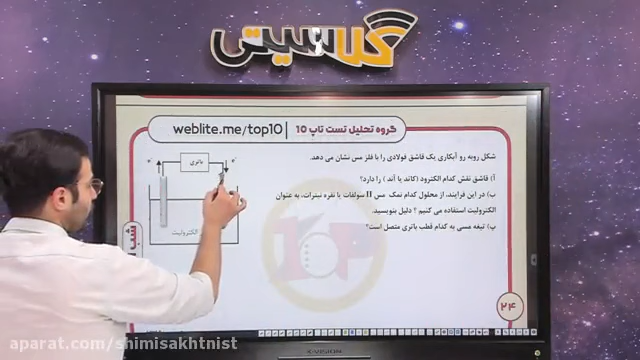 کلاسیتی
weblite.me/top10 | گروه تحلیل تست تاپ 10
شکل روبه رو آبکاری یک قاشق فولادی را با فلز مس نشان می دهد.
آ) قاشق نقش کدام الکترود (کاتد یا آند) را دارد؟
ب) در این فرایند، از محلول کدام نمک مس II سولفات یا نقره نیترات، به عنوان
الکترولیت استفاده می کنیم ؟ دلیل بنویسید.
پ) تیغه مسی به کدام قطب باتری متصل است؟
e⁻
باتری
e⁻
الکترولیت
شب
۲۴
aparat.com/shimisakhtnist